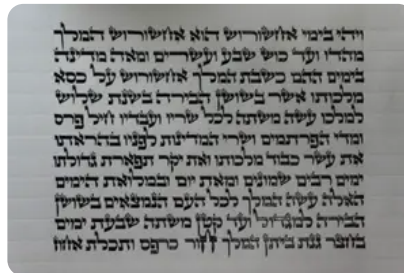 ויהי בימי אחשורוש הוא אחשורוש המלך
מהדו ועד כוש שבע ועשרים ומאה מדינה
בימים ההם כשבת המלך אחשורוש על כסא
מלכותו אשר בשושן הבירה בשנת שלוש
למלכו עשה משתה לכל שריו ועבדיו חיל פרס
ומדי הפרתמים ושרי המדינות לפניו בהראתו
את עשר כבוד מלכותו ואת יקר תפארת גדולתו
ימים רבים שמונים ומאת יום ובמלואת הימים
האלה עשה המלך לכל העם הנמצאים בשושן
הבירה למגדול ועד קטן משתה שבעת ימים
בחצר גנת ביתן המלך חור כרפס ותכלת אחוז